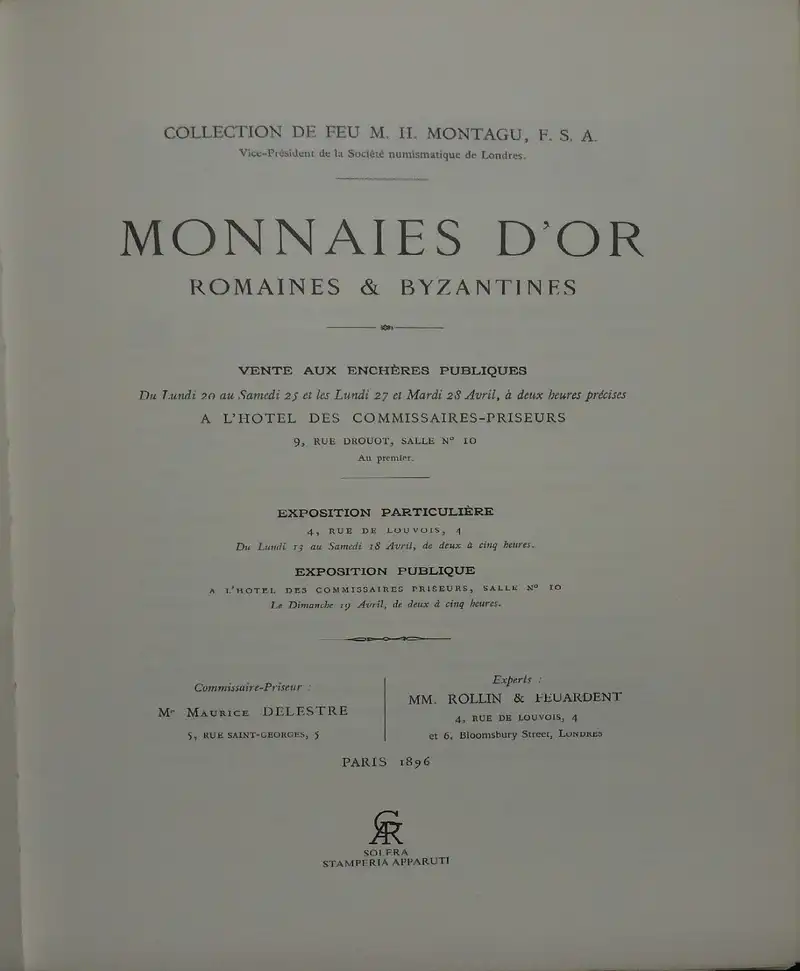 COLLECTION DE FEU M. H. MONTAGU, F. S. A.
Vice-Président de la Société numismatique de Londres.
MONNAIES D'OR
ROMAINES & BYZANTINES
VENTE AUX ENCHÈRES PUBLIQUES
Du Lundi 20 au Samedi 25 et les Lundi 27 et Mardi 28 Avril, à deux heures précises
A L'HOTEL DES COMMISSAIRES-PRISEURS
9, RUE DROUOT, SALLE N° 10
Au premier.
EXPOSITION PARTICULIÈRE
4, RUE DE LOUVOIS, 4
Du Lundi 13 au Samedi 18 Avril, de deux à cinq heures.
EXPOSITION PUBLIQUE
A L'HOTEL DES COMMISSAIRES PRISEURS, SALLE N° 10
Le Dimanche 19 Avril, de deux à cinq heures.
Commissaire-Priseur :
Mr MAURICE DELESTRE
5, RUE SAINT-GEORGES, 5
Experts :
MM. ROLLIN & FEUARDENT
4, RUE DE LOUVOIS, 4
et 6, Bloomsbury Street, LONDRES
PARIS 1896
SOLFRA
STAMPERIA APPARUTI